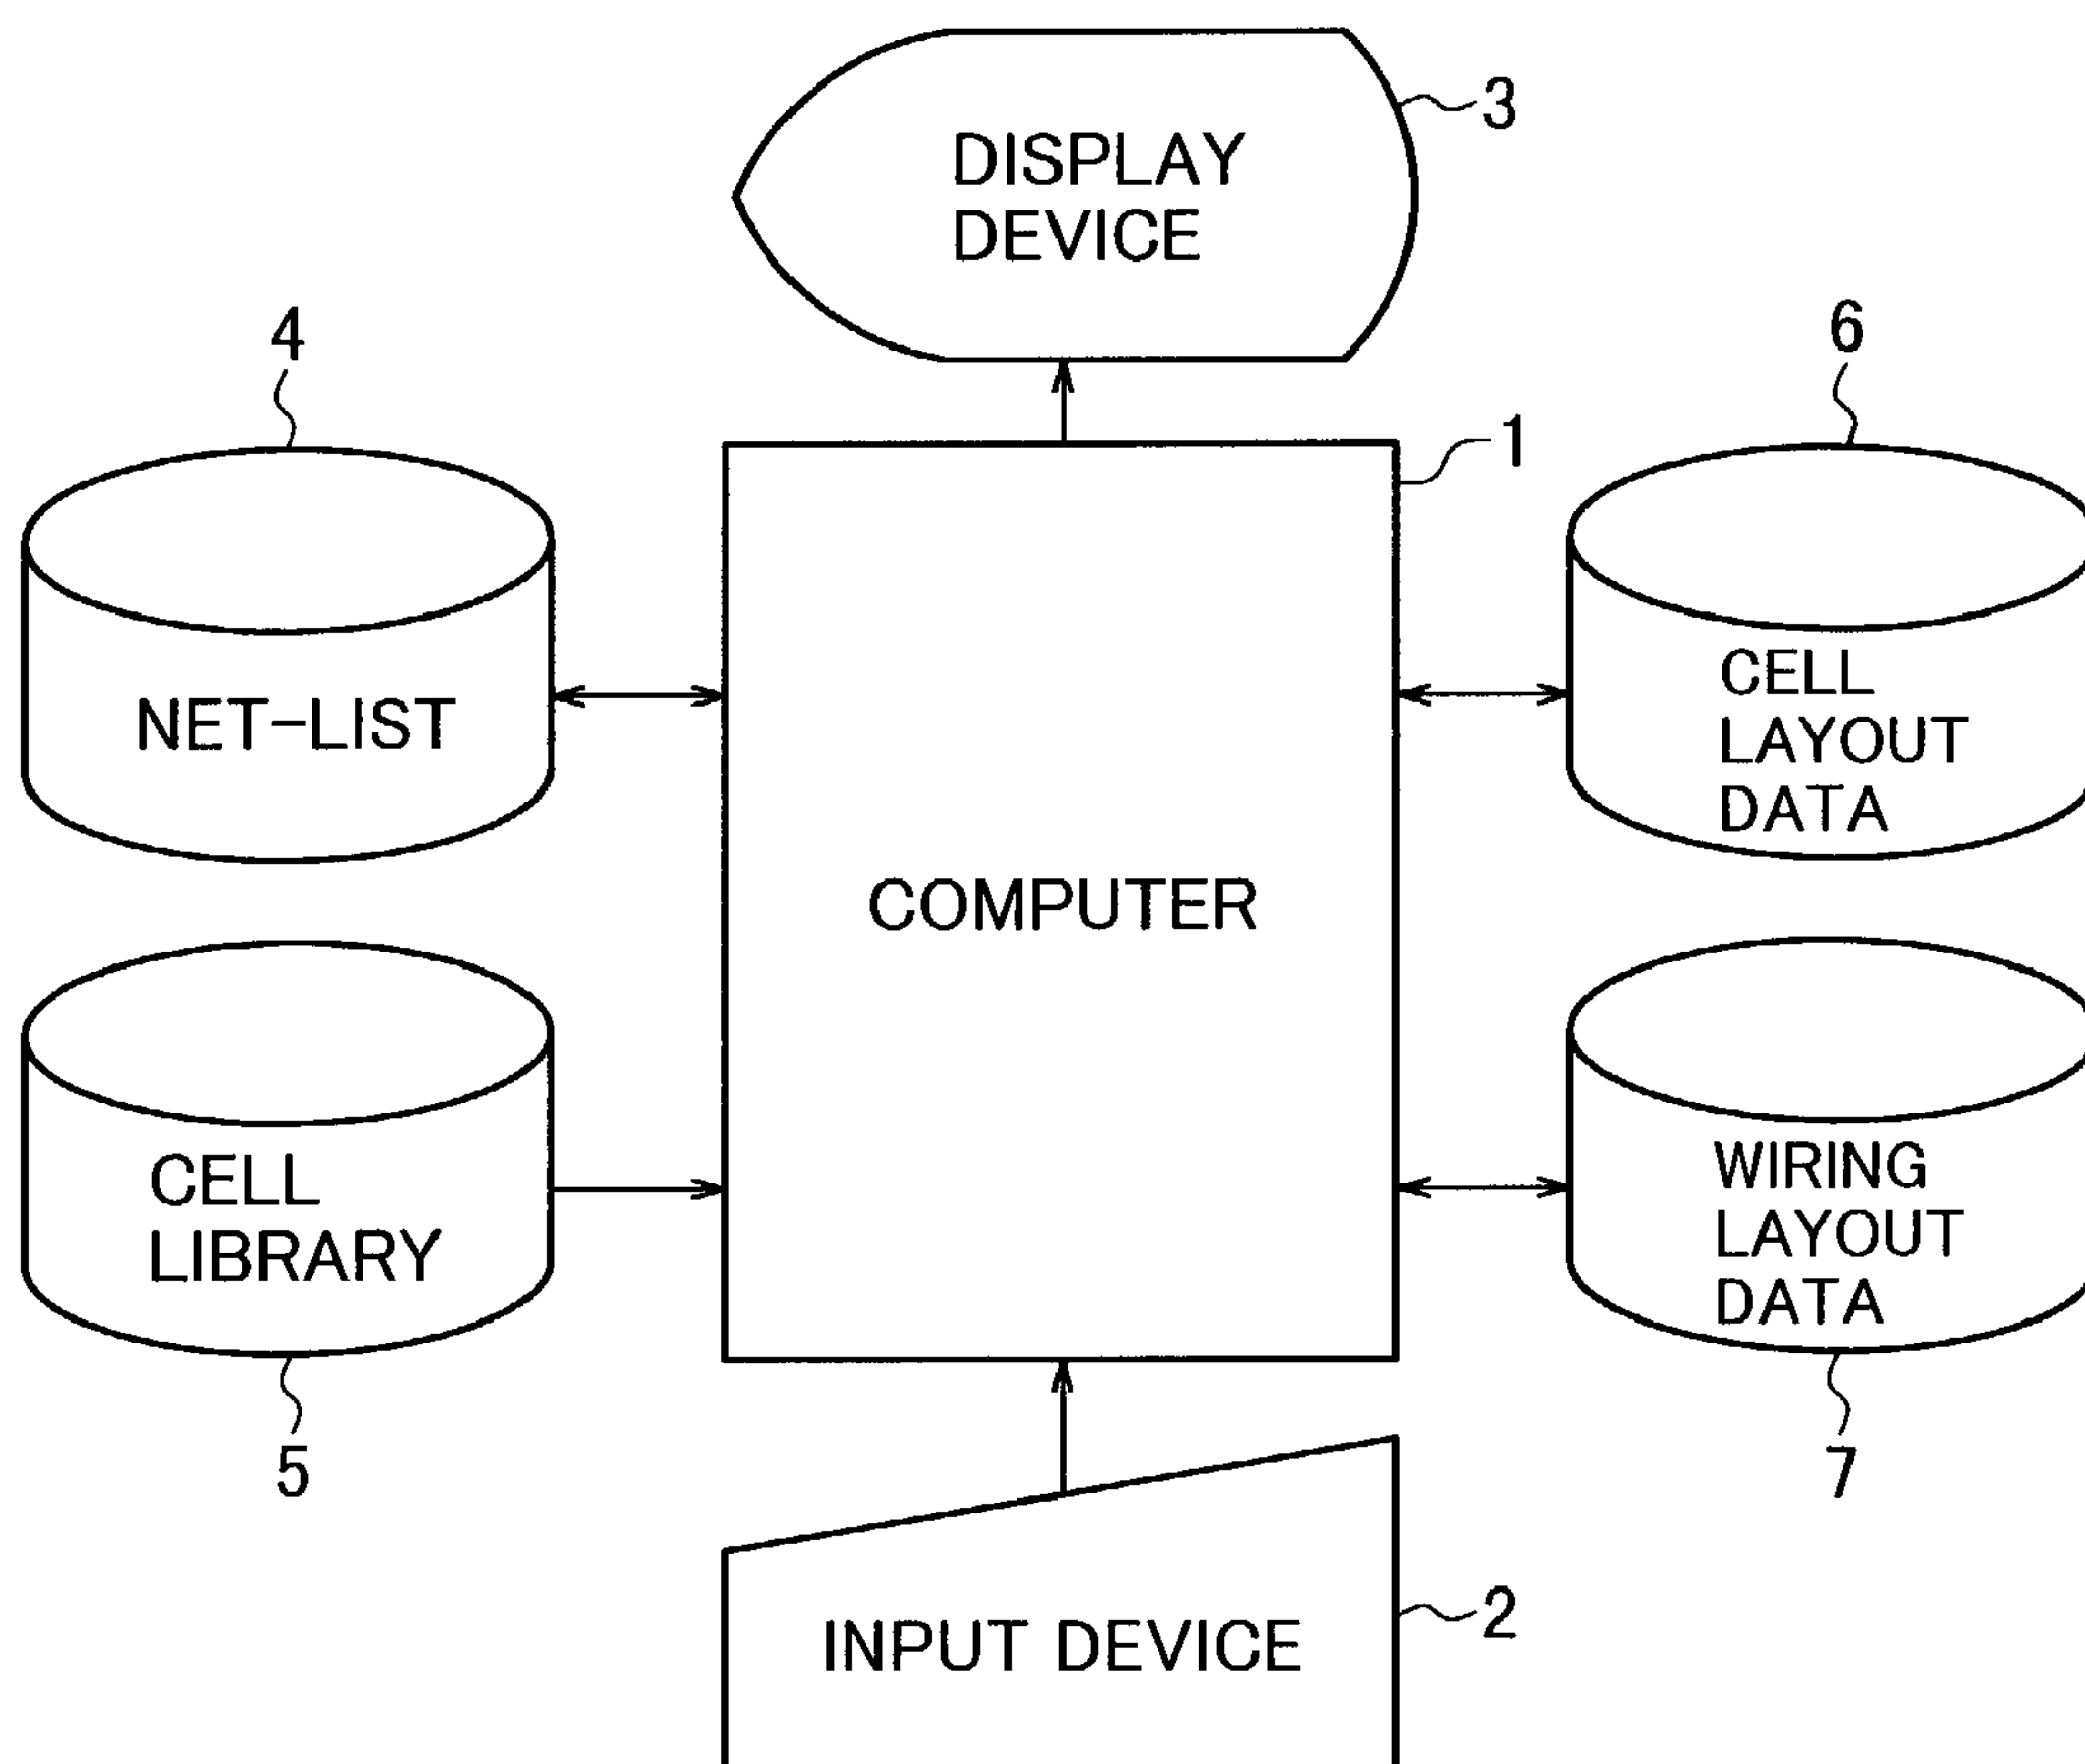 3
DISPLAY
DEVICE
4
6
1
NET-LIST
CELL
LAYOUT
DATA
COMPUTER
CELL
LIBRARY
WIRING
LAYOUT
DATA
5
7
2
INPUT DEVICE